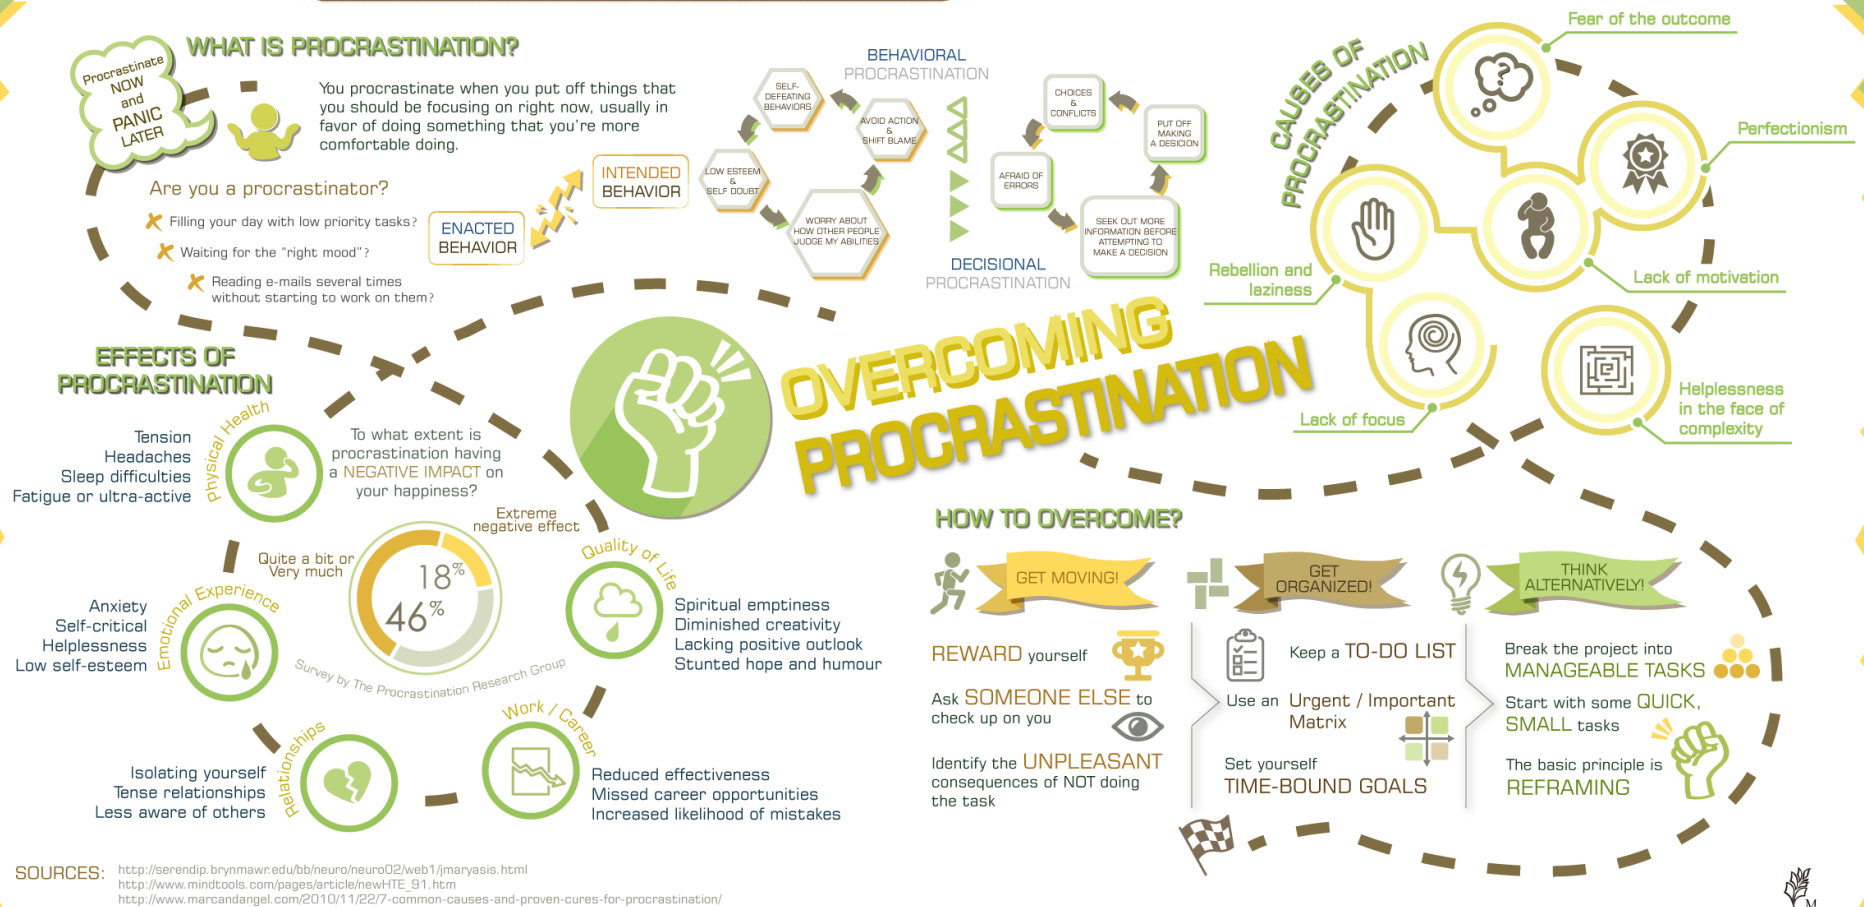 Procrastinate
NOW
and
PANIC
LATER
WHAT IS PROCRASTINATION?
You procrastinate when you put off things that
you should be focusing on right now, usually in
favor of doing something that you're more
comfortable doing.
Are you a procrastinator?
Filling your day with low priority tasks?
Waiting for the "right mood"?
Reading e-mails several times
without starting to work on them?
ENACTED
BEHAVIOR
INTENDED
BEHAVIOR
BEHAVIORAL
PROCRASTINATION
SELF-
DEFEATING
BEHAVIORS
AVOID ACTION
&
SHIFT BLAME
LOW ESTEEM
&
SELF DOUBT
WORRY ABOUT
HOW OTHER PEOPLE
JUDGE MY ABILITIES
CHOICES
&
CONFLICTS
PUT OFF
MAKING
A DESICION
AFRAID OF
ERRORS
SEEK OUT MORE
INFORMATION BEFORE
ATTEMPTING TO
MAKE A DECISION
DECISIONAL
PROCRASTINATION
CAUSES OF
PROCRASTINATION
Fear of the outcome
Perfectionism
Lack of motivation
Rebellion and
laziness
Lack of focus
Helplessness
in the face of
complexity
OVERCOMING
PROCRASTINATION
EFFECTS OF
PROCRASTINATION
Physical Health
Tension
Headaches
Sleep difficulties
Fatigue or ultra-active
To what extent is
procrastination having
a NEGATIVE IMPACT on
your happiness?
Extreme
negative effect
Quite a bit or
Very much
18%
46%
Survey by The Procrastination Research Group
Quality of Life
Spiritual emptiness
Diminished creativity
Lacking positive outlook
Stunted hope and humour
Emotional Experience
Anxiety
Self-critical
Helplessness
Low self-esteem
Relationships
Isolating yourself
Tense relationships
Less aware of others
Work / Career
Reduced effectiveness
Missed career opportunities
Increased likelihood of mistakes
HOW TO OVERCOME?
GET MOVING!
REWARD yourself
Ask SOMEONE ELSE to
check up on you
Identify the UNPLEASANT
consequences of NOT doing
the task
GET
ORGANIZED!
Keep a TO-DO LIST
Use an Urgent / Important
Matrix
Set yourself
TIME-BOUND GOALS
THINK
ALTERNATIVELY!
Break the project into
MANAGEABLE TASKS
Start with some QUICK,
SMALL tasks
The basic principle is
REFRAMING
SOURCES:
http://serendip.brynmawr.edu/bb/neuro/neuro02/web1/jmaryasis.html
http://www.mindtools.com/pages/article/newHTE_91.htm
http://www.marcandangel.com/2010/11/22/7-common-causes-and-proven-cures-for-procrastination/